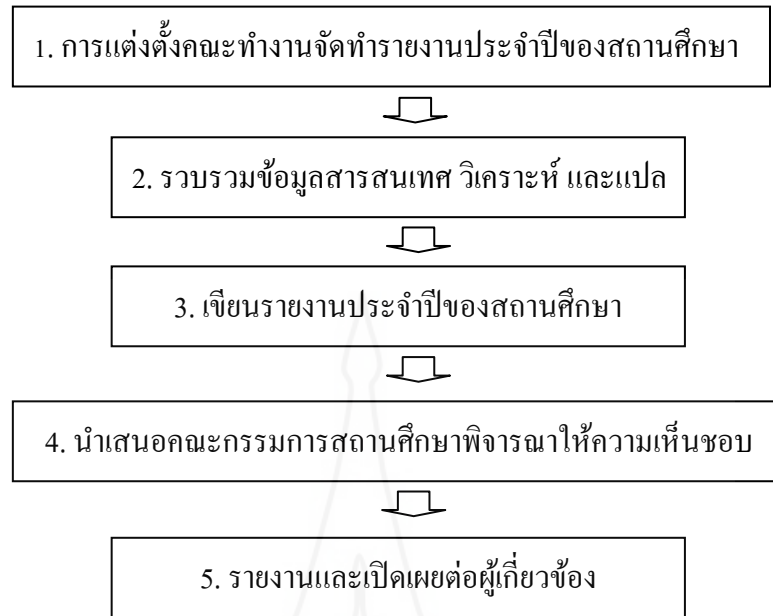 1. การแต่งตั้งคณะทำงานจัดทำรายงานประจำปีของสถานศึกษา
2. รวบรวมข้อมูลสารสนเทศ วิเคราะห์ และแปล
3. เขียนรายงานประจำปีของสถานศึกษา
4. นำเสนอคณะกรรมการสถานศึกษาพิจารณาให้ความเห็นชอบ
5. รายงานและเปิดเผยต่อผู้เกี่ยวข้อง